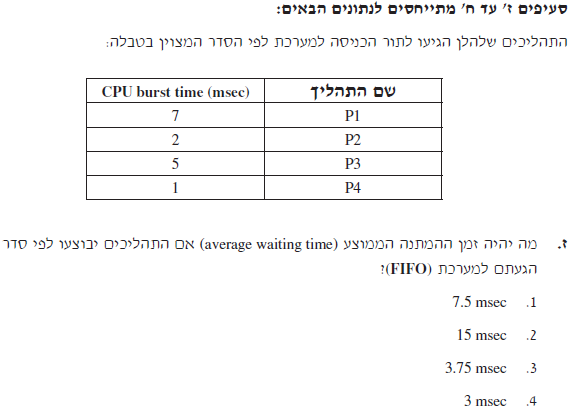 סעיפים ז' עד ח' מתייחסים לנתונים הבאים:
התהליכים שלהלן הגיעו לתור הכניסה למערכת לפי הסדר המצוין בטבלה:
שם התהליך CPU burst time (msec)
P1 7
P2 2
P3 5
P4 1
ז. מה יהיה זמן ההמתנה הממוצע (average waiting time) אם התהליכים יבוצעו לפי סדר
הגעתם למערכת (FIFO)?
1. 7.5 msec
2. 15 msec
3. 3.75 msec
4. 3 msec